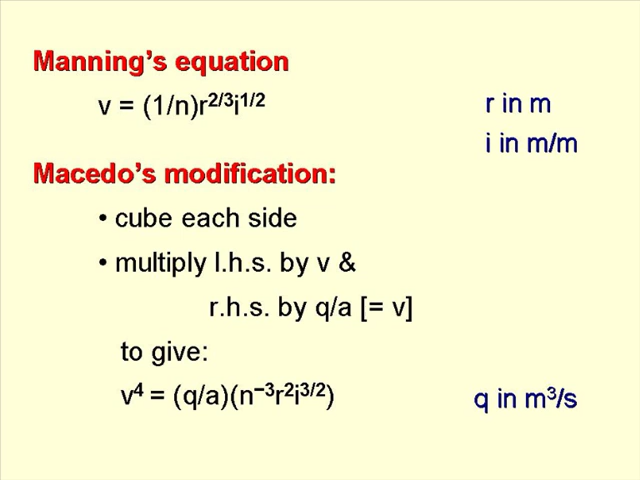 Manning's equation
v = (1/n)r^2/3 i^1/2
r in m
i in m/m
Macedo's modification:
• cube each side
• multiply l.h.s. by v &
r.h.s. by q/a [= v]
to give:
v⁴ = (q/a)(n⁻³r²i^3/2)
q in m³/s